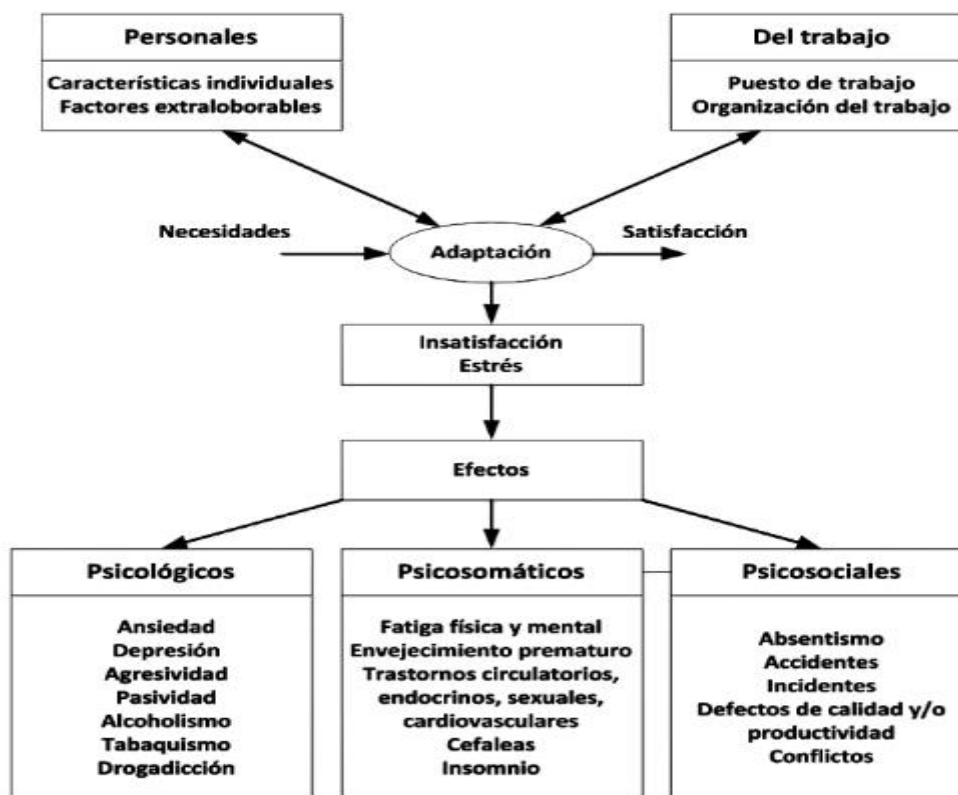 Personales
Características individuales
Factores extraloborables
Del trabajo
Puesto de trabajo
Organización del trabajo
Necesidades
Adaptación
Satisfacción
Insatisfacción
Estrés
Efectos
Psicológicos
Ansiedad
Depresión
Agresividad
Pasividad
Alcoholismo
Tabaquismo
Drogadicción
Psicosomáticos
Fatiga física y mental
Envejecimiento prematuro
Trastornos circulatorios,
endocrinos, sexuales,
cardiovasculares
Cefaleas
Insomnio
Psicosociales
Absentismo
Accidentes
Incidentes
Defectos de calidad y/o
productividad
Conflictos